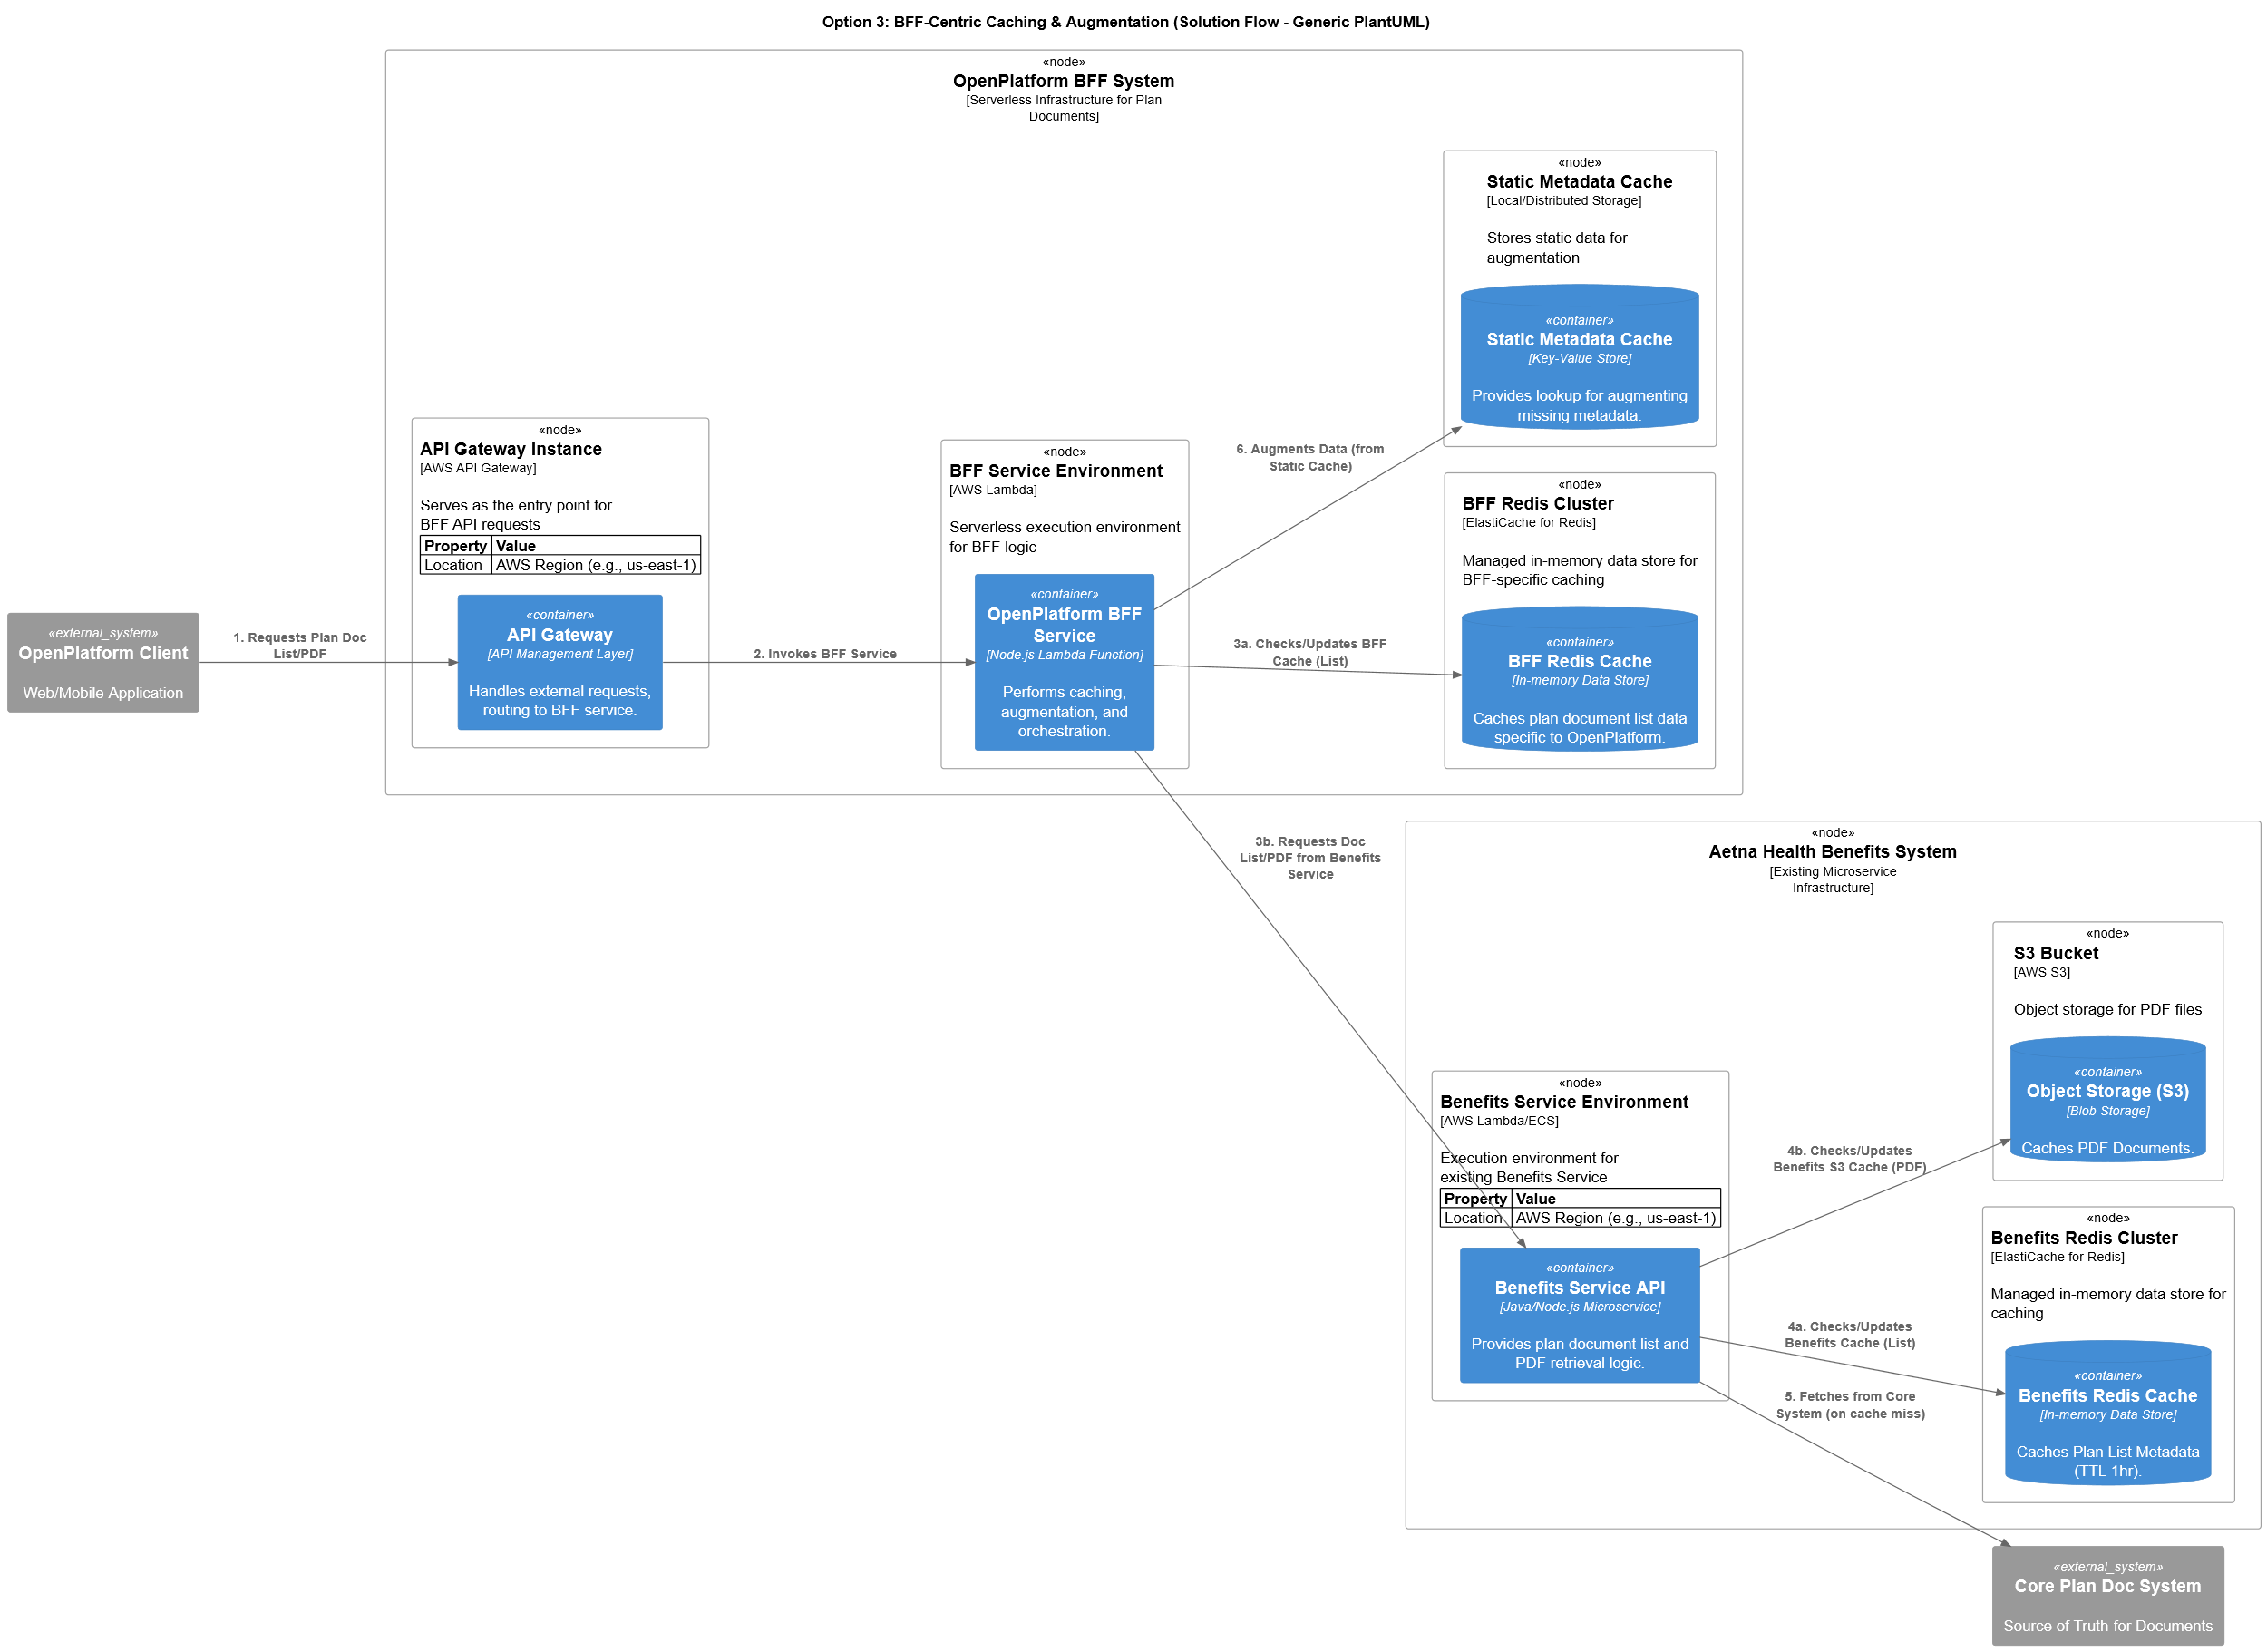 Option 3: BFF-Centric Caching & Augmentation (Solution Flow - Generic PlantUML)
«node»
OpenPlatform BFF System
[Serverless Infrastructure for Plan
Documents]
«node»
Static Metadata Cache
[Local/Distributed Storage]
Stores static data for
augmentation
«container»
Static Metadata Cache
[Key-Value Store]
Provides lookup for augmenting
missing metadata.
«node»
API Gateway Instance
[AWS API Gateway]
Serves as the entry point for
BFF API requests
Property Value
Location AWS Region (e.g., us-east-1)
«container»
API Gateway
[API Management Layer]
Handles external requests,
routing to BFF service.
«node»
BFF Service Environment
[AWS Lambda]
Serverless execution environment
for BFF logic
«container»
OpenPlatform BFF
Service
[Node.js Lambda Function]
Performs caching,
augmentation, and
orchestration.
6. Augments Data (from
Static Cache)
«node»
BFF Redis Cluster
[ElastiCache for Redis]
Managed in-memory data store for
BFF-specific caching
«container»
BFF Redis Cache
[In-memory Data Store]
Caches plan document list data
specific to OpenPlatform.
«external_system»
OpenPlatform Client
Web/Mobile Application
1. Requests Plan Doc
List/PDF
2. Invokes BFF Service
3a. Checks/Updates BFF
Cache (List)
3b. Requests Doc
List/PDF from Benefits
Service
«node»
Aetna Health Benefits System
[Existing Microservice
Infrastructure]
«node»
S3 Bucket
[AWS S3]
Object storage for PDF files
«container»
Object Storage (S3)
[Blob Storage]
Caches PDF Documents.
«node»
Benefits Service Environment
[AWS Lambda/ECS]
Execution environment for
existing Benefits Service
Property Value
Location AWS Region (e.g., us-east-1)
«container»
Benefits Service API
[Java/Node.js Microservice]
Provides plan document list and
PDF retrieval logic.
4b. Checks/Updates
Benefits S3 Cache (PDF)
«node»
Benefits Redis Cluster
[ElastiCache for Redis]
Managed in-memory data store for
caching
«container»
Benefits Redis Cache
[In-memory Data Store]
Caches Plan List Metadata
(TTL 1hr).
4a. Checks/Updates
Benefits Cache (List)
5. Fetches from Core
System (on cache miss)
«external_system»
Core Plan Doc System
Source of Truth for Documents